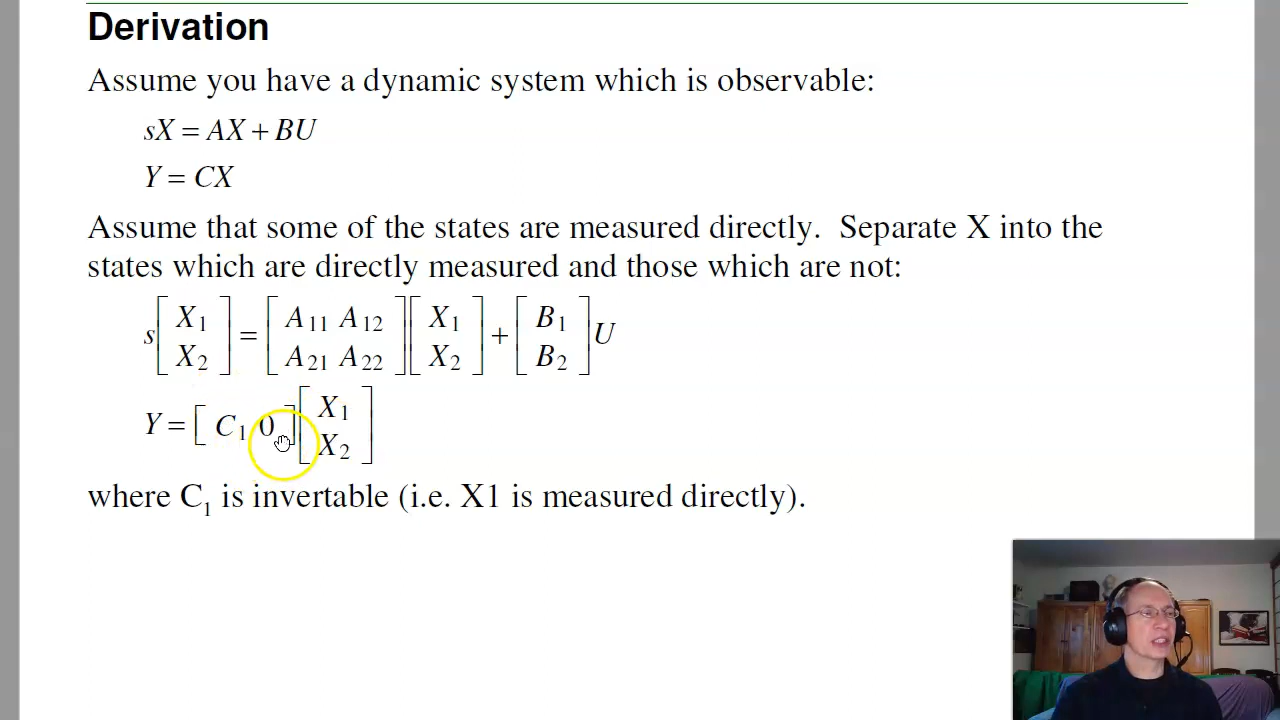 Derivation
Assume you have a dynamic system which is observable:
sX = AX + BU
Y = CX
Assume that some of the states are measured directly. Separate X into the
states which are directly measured and those which are not:
s[X₁; X₂] = [A₁₁ A₁₂; A₂₁ A₂₂][X₁; X₂] + [B₁; B₂]U
Y = [C₁ 0][X₁; X₂]
where C₁ is invertable (i.e. X1 is measured directly).